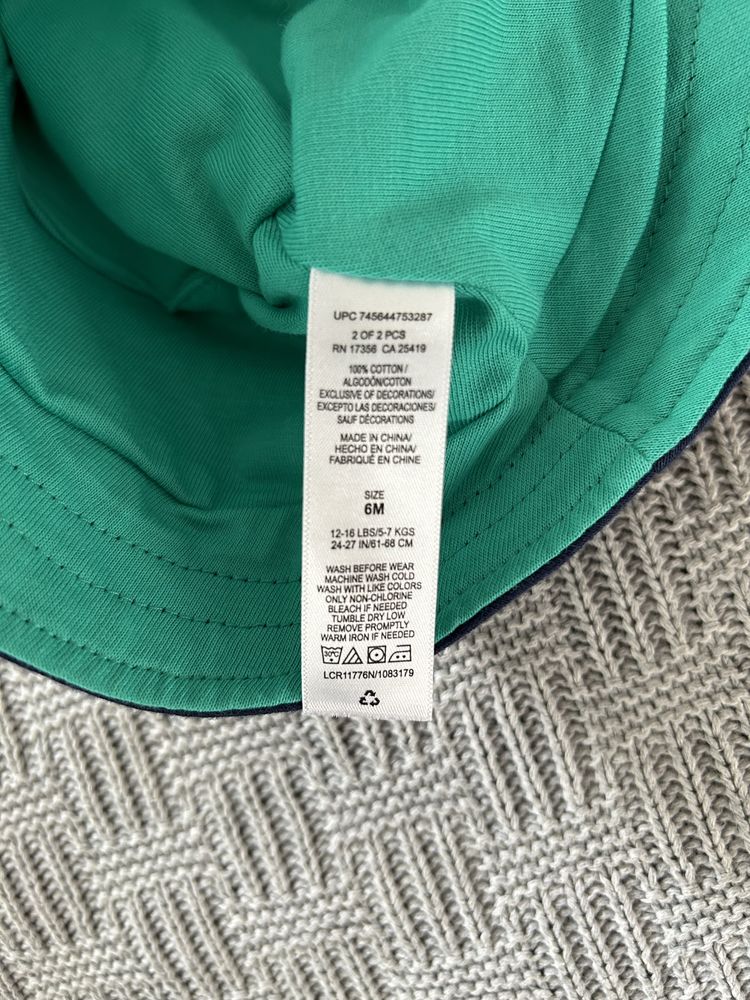 UPC 745644753287
2 OF 2 PCS
RN 17356 CA 25419
100% COTTON/
ALGODÓN/COTON
EXCLUSIVE OF DECORATIONS/
EXCEPTO LAS DECORACIONES/
SAUF DÉCORATIONS
MADE IN CHINA/
HECHO EN CHINA/
FABRIQUÉ EN CHINE
SIZE
6M
12-16 LBS/5-7 KGS
24-27 IN/61-68 CM
WASH BEFORE WEAR
MACHINE WASH COLD
WASH WITH LIKE COLORS
ONLY NON-CHLORINE
BLEACH IF NEEDED
TUMBLE DRY LOW
REMOVE PROMPTLY
WARM IRON IF NEEDED
30°C
LCR11776N/1083179